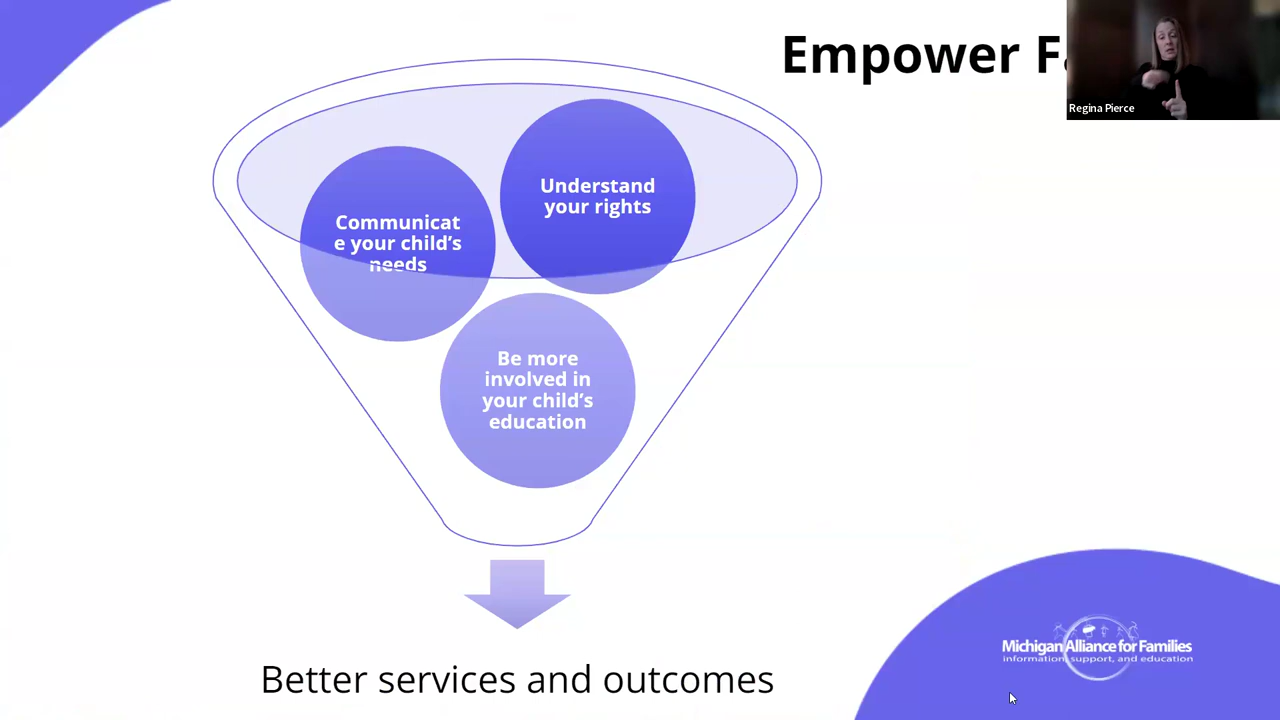 Empower F
Regina Pierce
Understand
your rights
Communicat
e your child’s
needs
Be more
involved in
your child’s
education
Better services and outcomes
Michigan Alliance for Families
information, support, and education